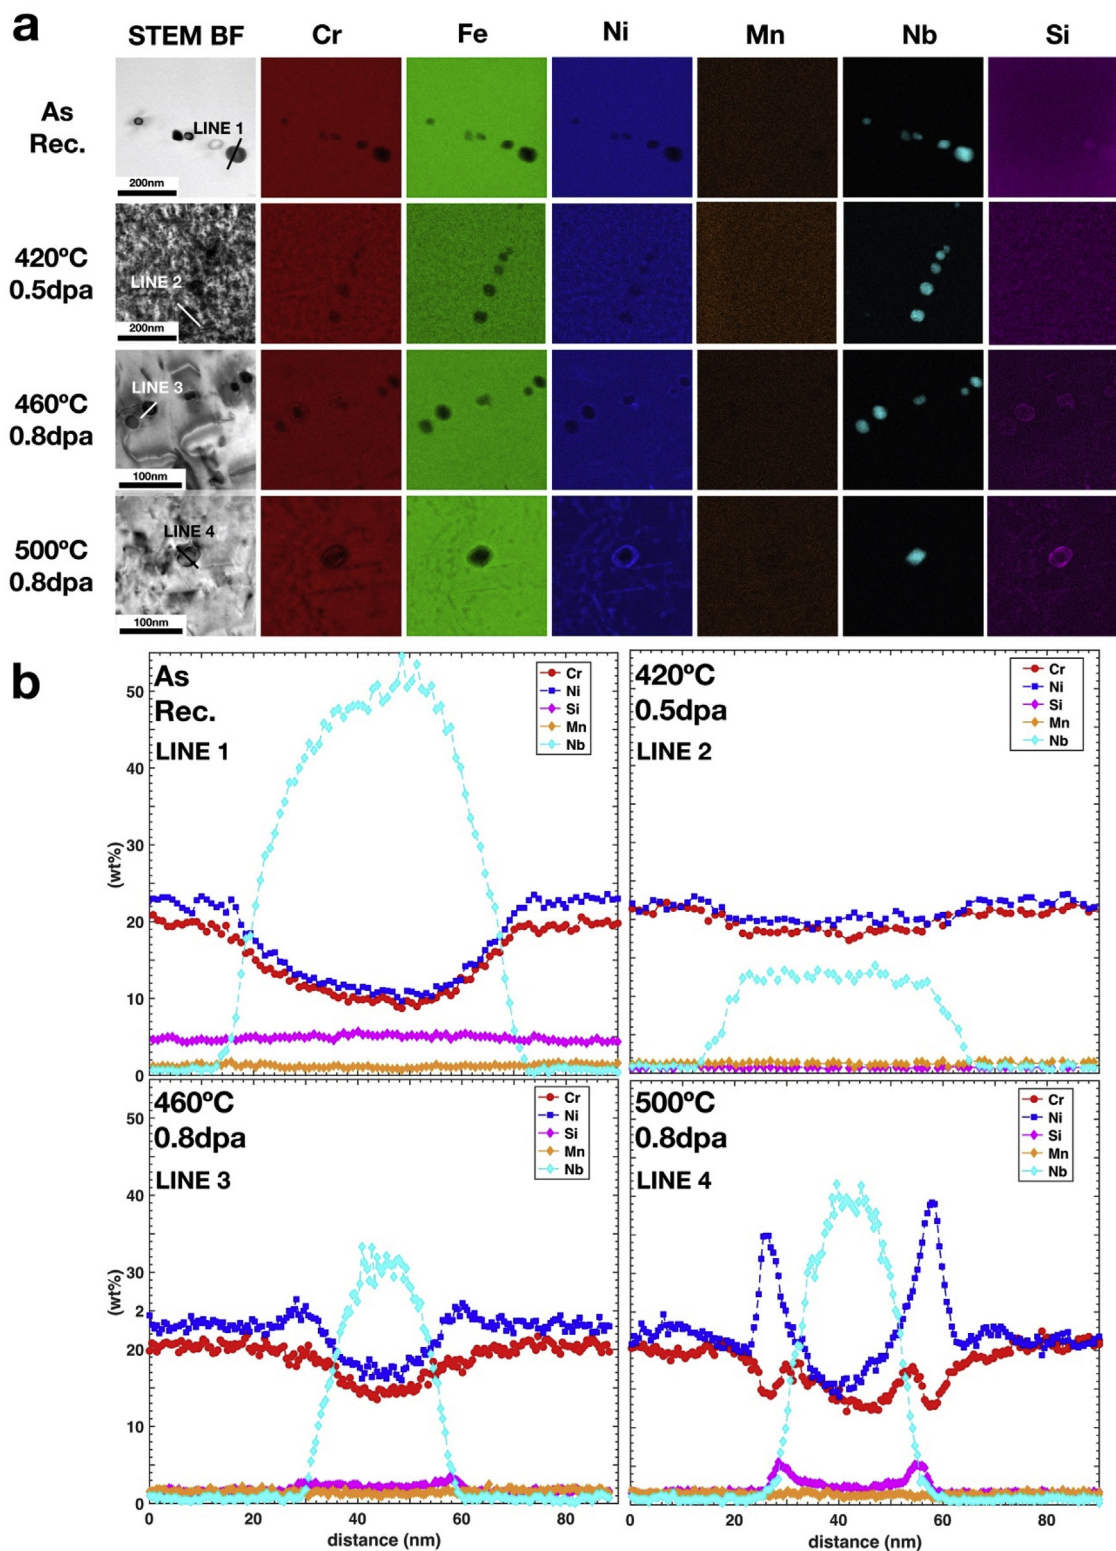 a
STEM BF Cr Fe Ni Mn Nb Si
As
Rec.
LINE 1
200nm
420ºC
0.5dpa
LINE 2
200nm
460ºC
0.8dpa
LINE 3
100nm
500ºC
0.8dpa
LINE 4
100nm
b
As
Rec.
LINE 1
Cr
Ni
Si
Mn
Nb
50
40
30
20
10
0
(wt%)
420ºC
0.5dpa
LINE 2
Cr
Ni
Si
Mn
Nb
460ºC
0.8dpa
LINE 3
Cr
Ni
Si
Mn
Nb
50
40
30
2
20
10
0
(wt%)
0 20 40 60 80
distance (nm)
500ºC
0.8dpa
LINE 4
Cr
Ni
Si
Mn
Nb
20 40 60 80
distance (nm)